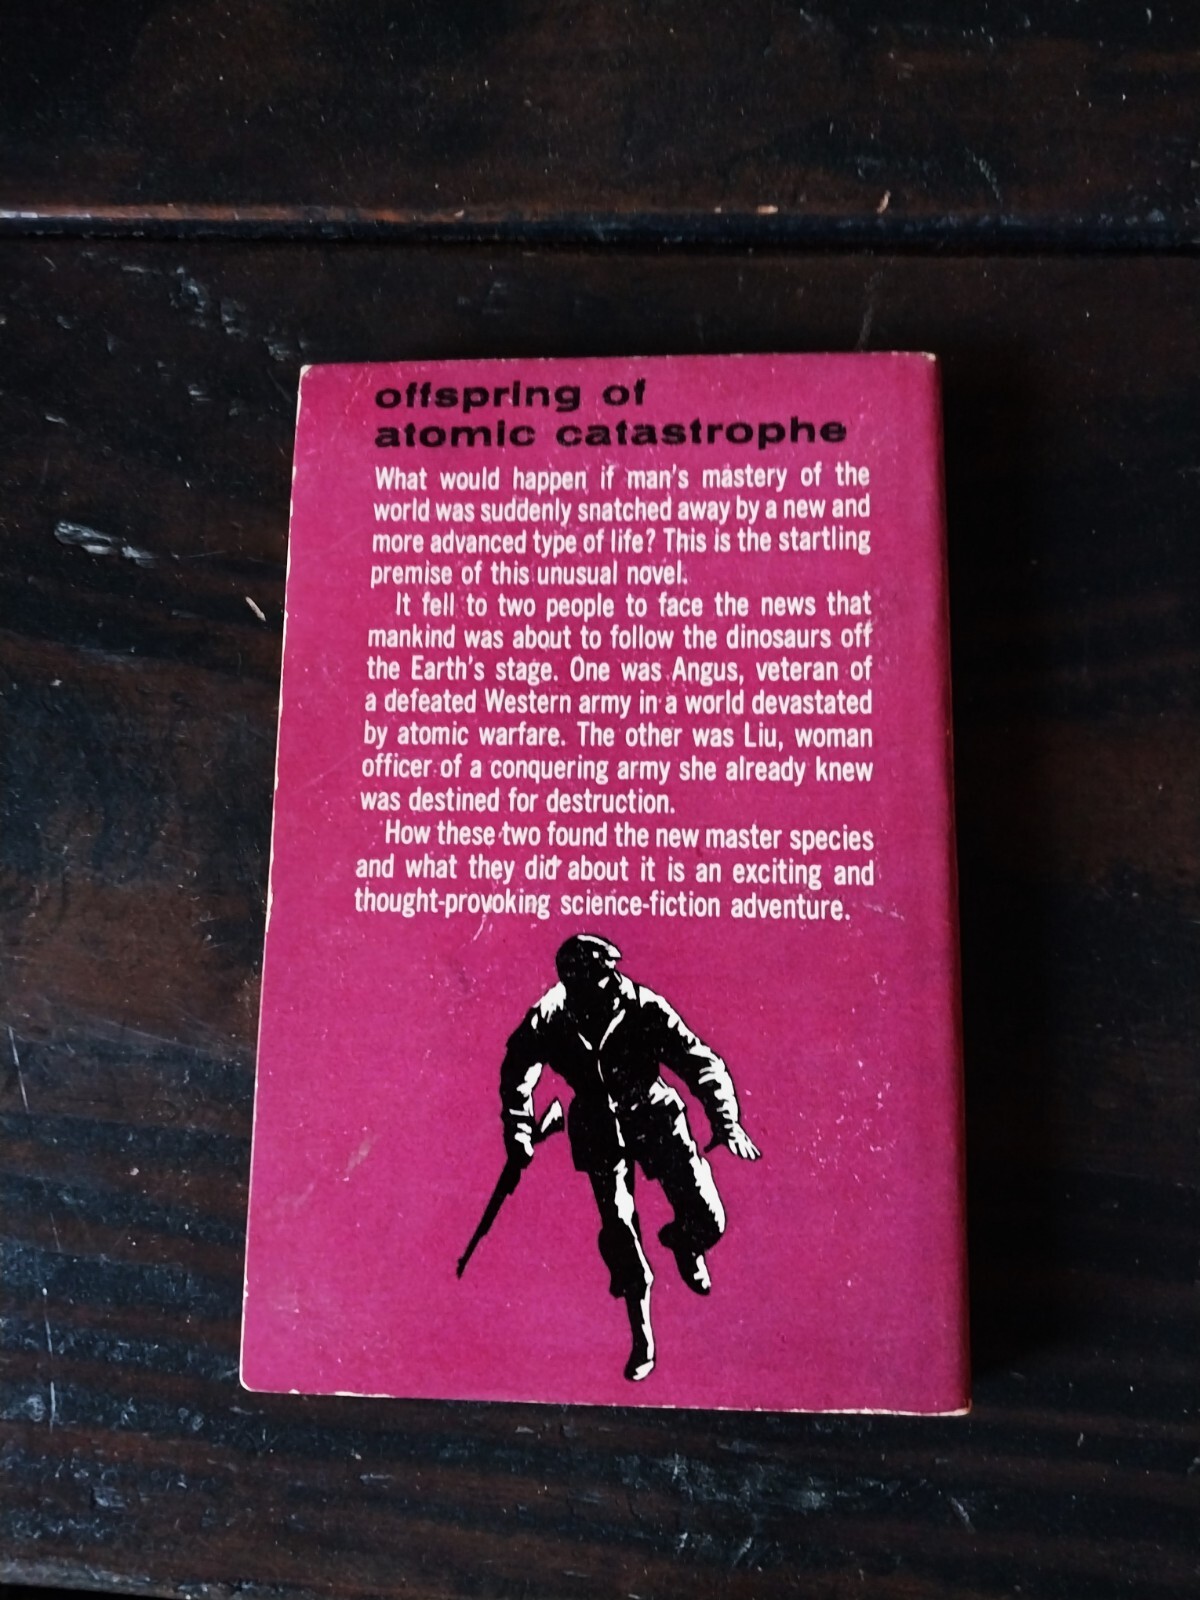 offspring of
atomic catastrophe
What would happen if man's mastery of the
world was suddenly snatched away by a new and
more advanced type of life? This is the startling
premise of this unusual novel.
It fell to two people to face the news that
mankind was about to follow the dinosaurs off
the Earth's stage. One was Angus, veteran of
a defeated Western army in a world devastated
by atomic warfare. The other was Liu, woman
officer of a conquering army she already knew
was destined for destruction.
How these two found the new master species
and what they did about it is an exciting and
thought-provoking science-fiction adventure.